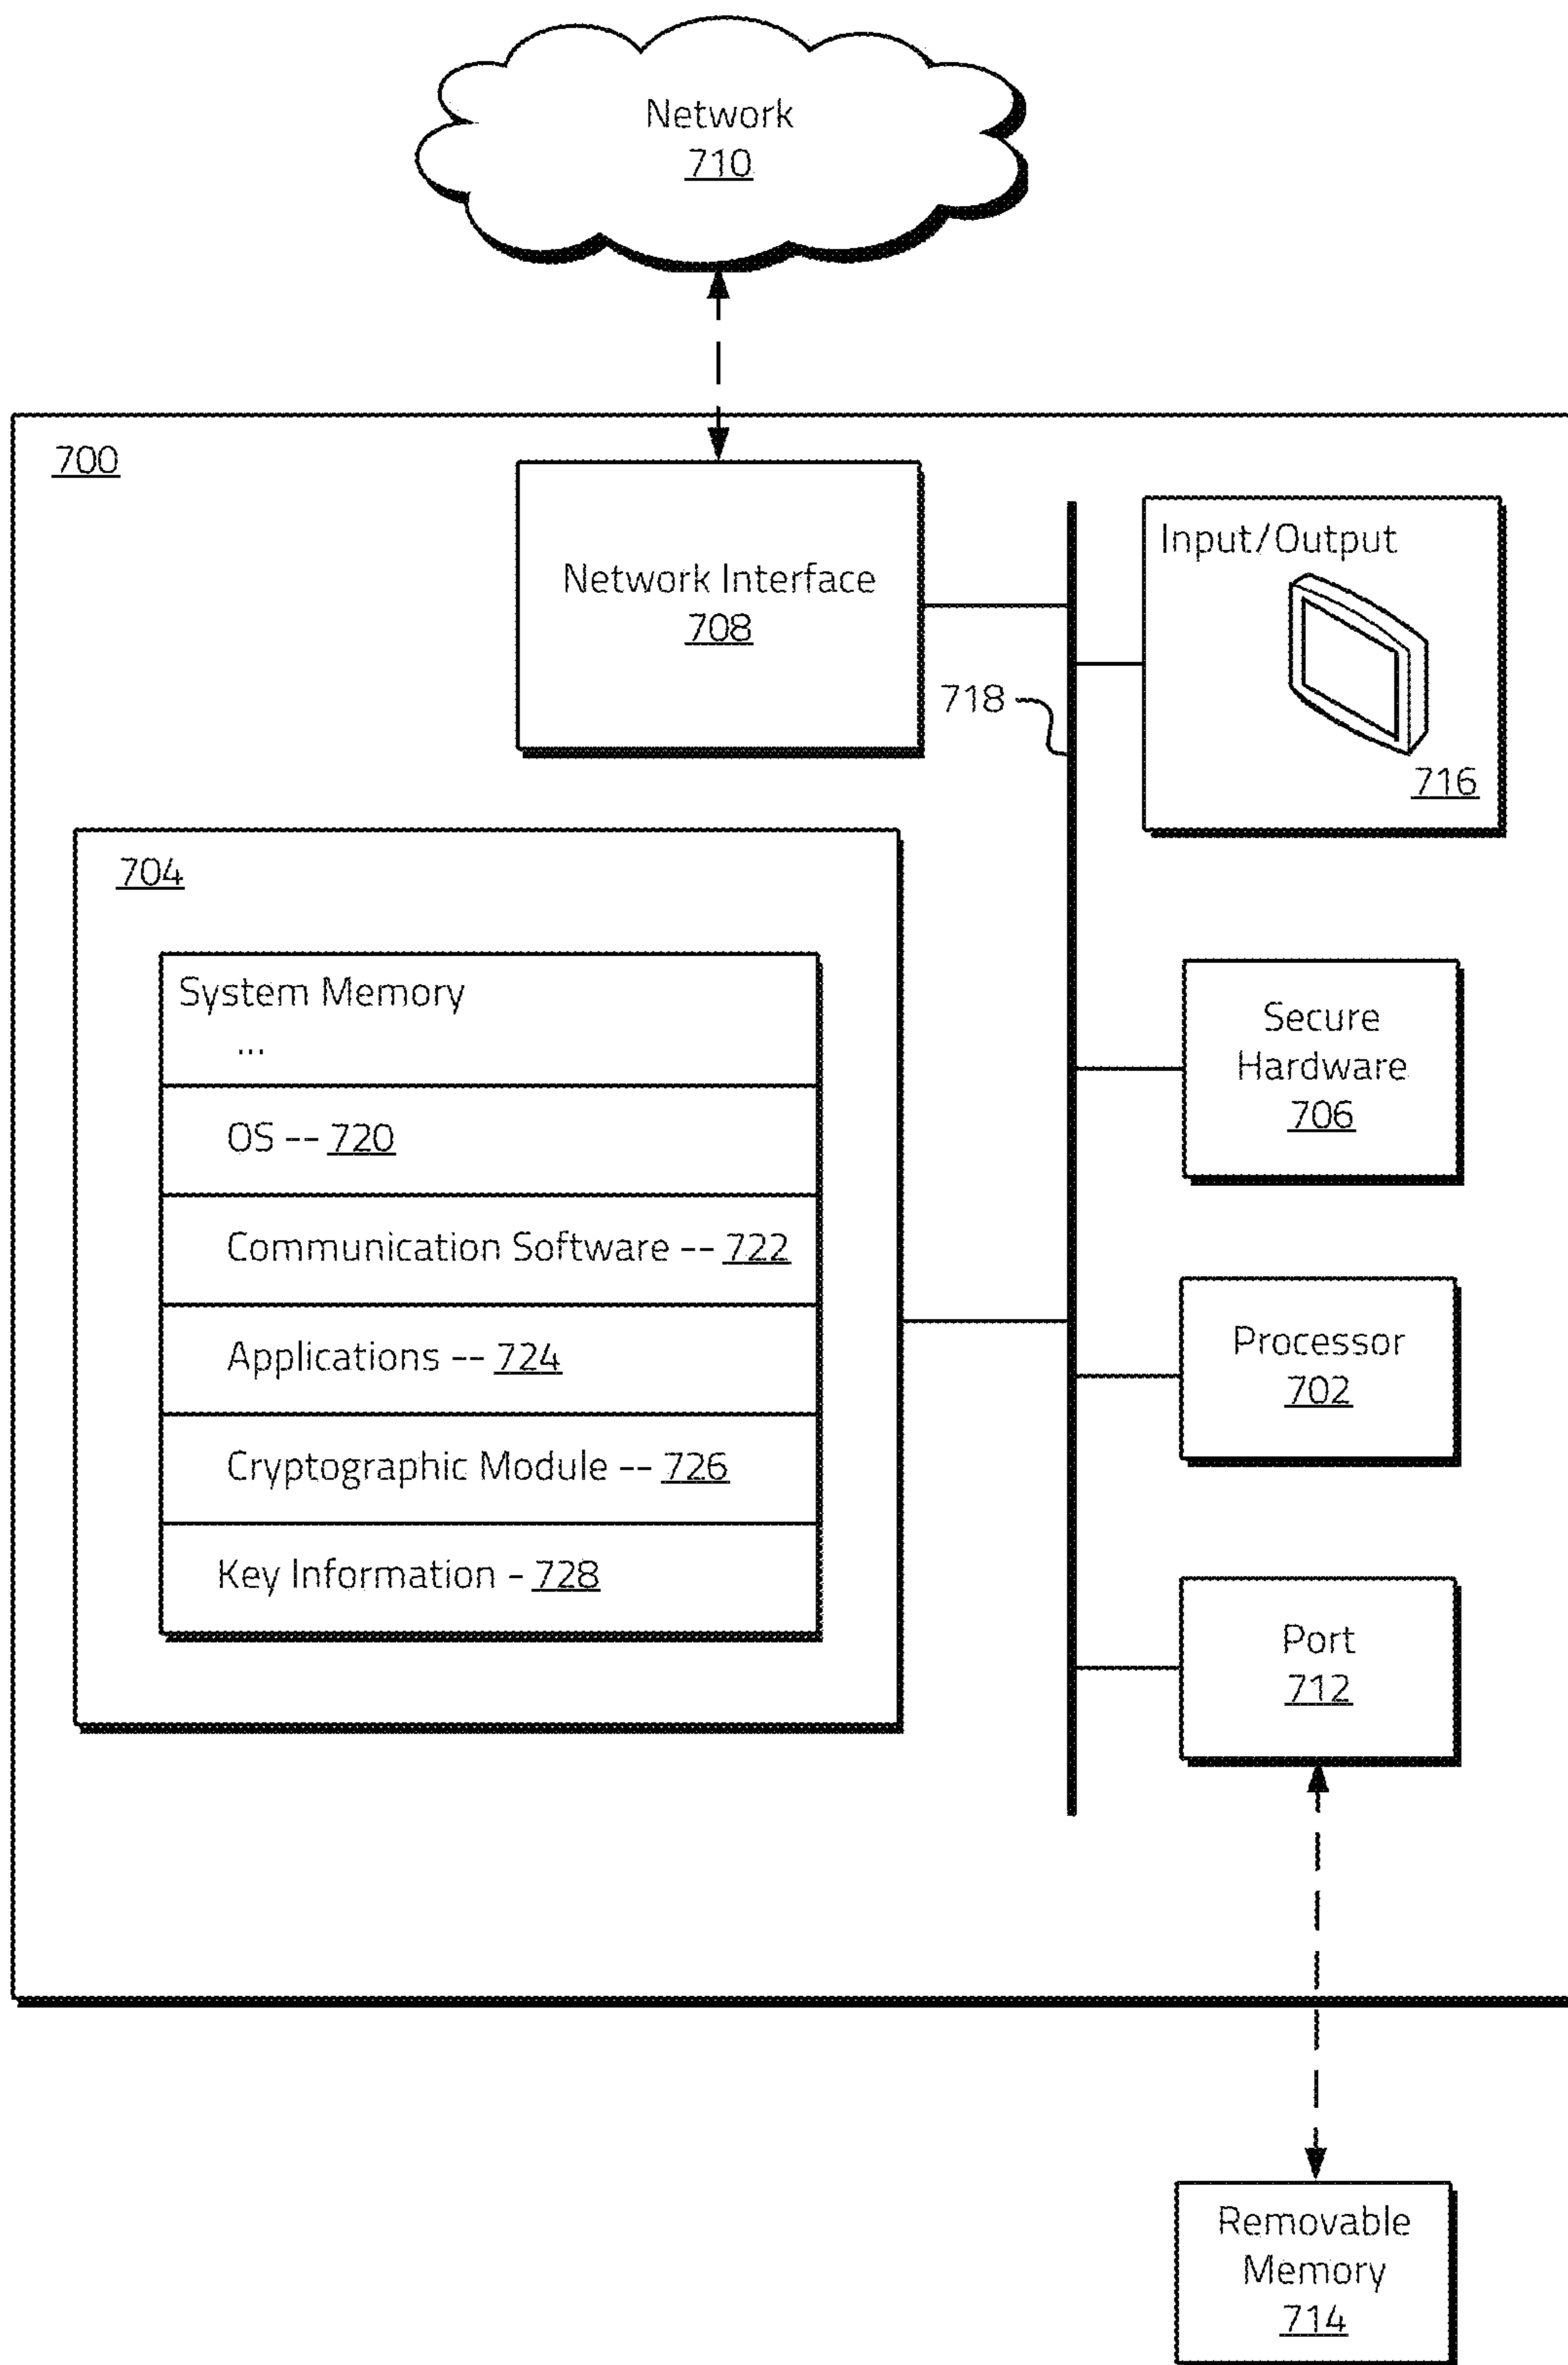 Network
710
700
Network Interface
708
Input/Output
716
718
704
System Memory
...
OS -- 720
Communication Software -- 722
Applications -- 724
Cryptographic Module -- 726
Key Information - 728
Secure
Hardware
706
Processor
702
Port
712
Removable
Memory
714